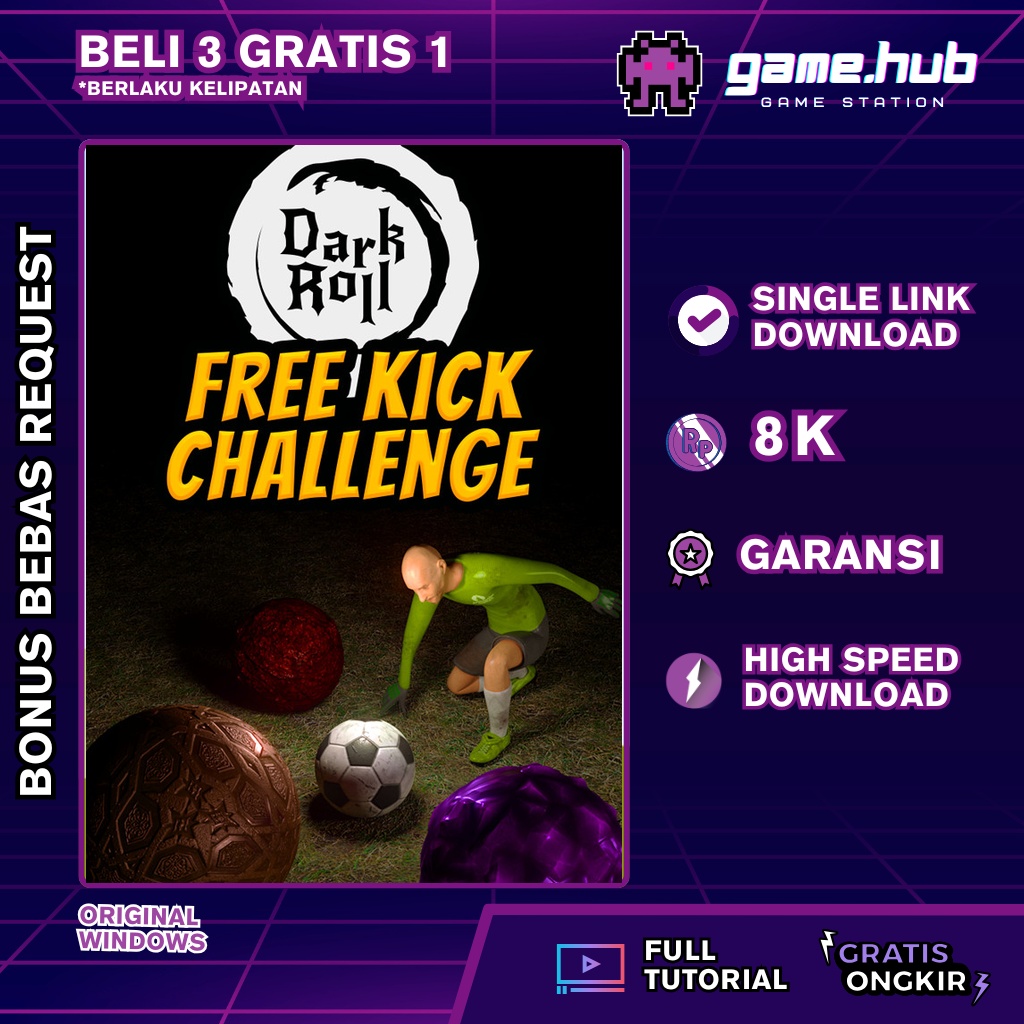 BELI 3 GRATIS 1
*BERLAKU KELIPATAN
game.hub
GAME STATION
BONUS BEBAS REQUEST
Dark
Roll
FREE KICK
CHALLENGE
SINGLE LINK
DOWNLOAD
Rp
8K
GARANSI
HIGH SPEED
DOWNLOAD
ORIGINAL
WINDOWS
FULL
TUTORIAL
GRATIS
ONGKIR